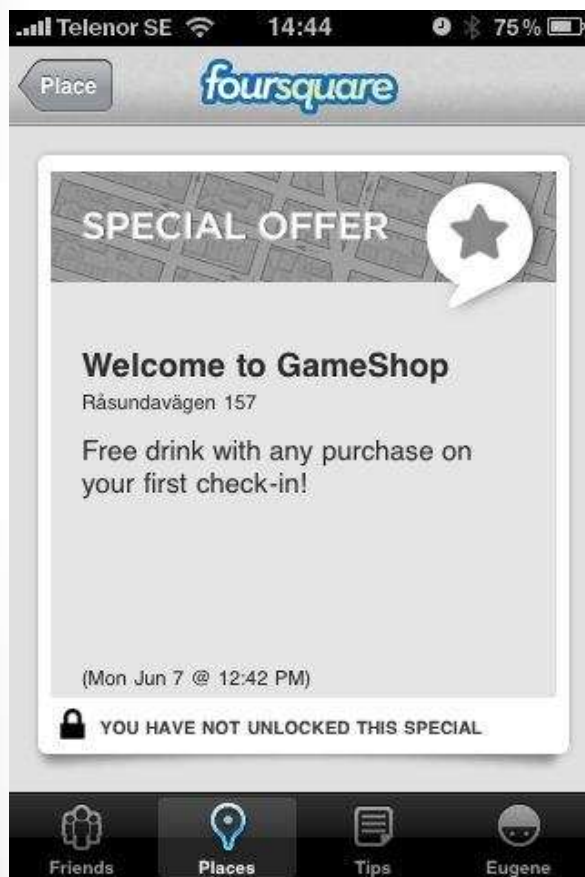 Telenor SE 14:44 75%
Place foursquare
SPECIAL OFFER
Welcome to GameShop
Råsundavägen 157
Free drink with any purchase on
your first check-in!
(Mon Jun 7 @ 12:42 PM)
YOU HAVE NOT UNLOCKED THIS SPECIAL
Friends Places Tips Eugene